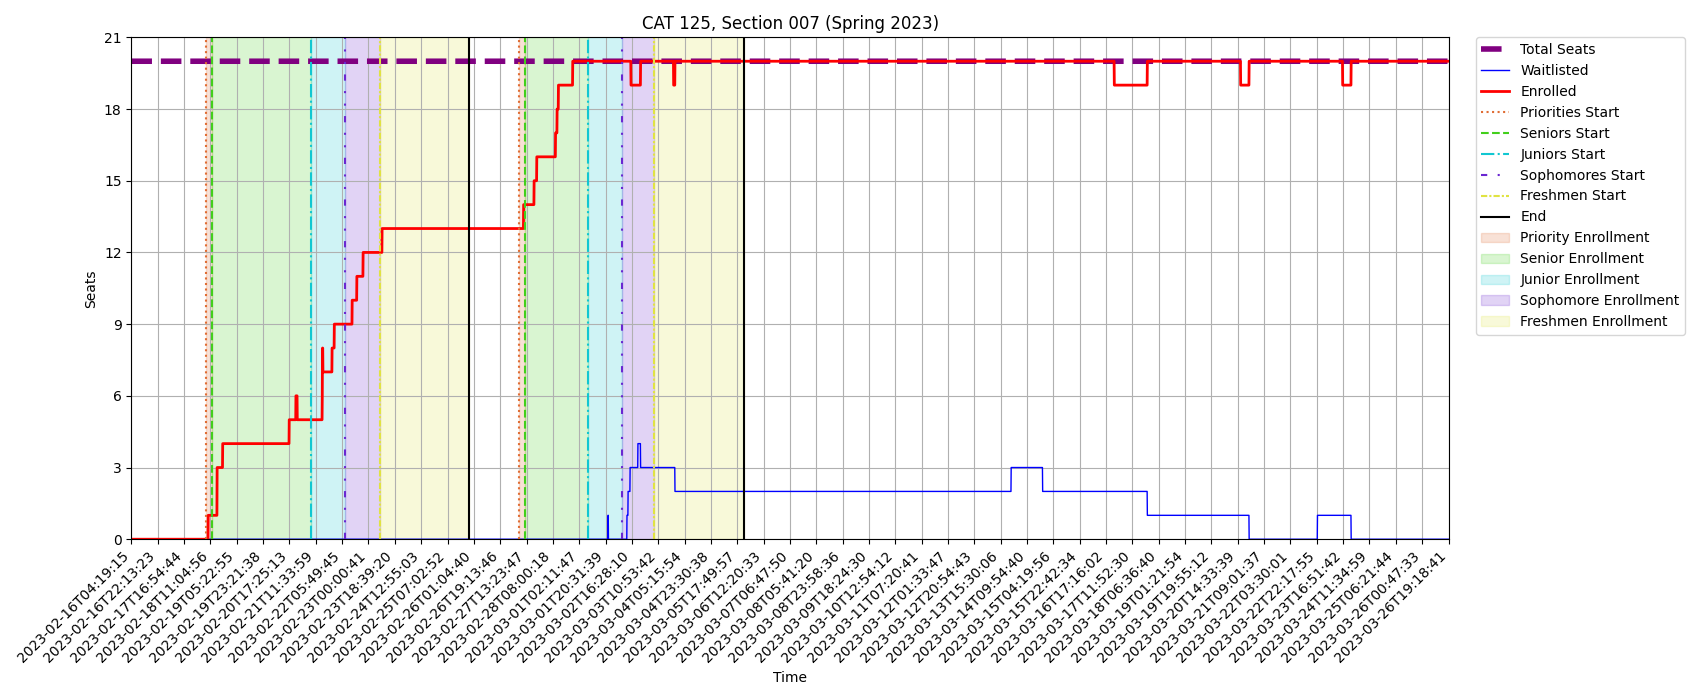 CAT 125, Section 007 (Spring 2023)
21
18
15
12
9
6
3
0
Seats
2023-02-16T04:19:15
2023-02-16T22:13:23
2023-02-17T16:54:44
2023-02-18T11:04:56
2023-02-19T05:22:55
2023-02-19T23:21:38
2023-02-20T17:25:13
2023-02-21T11:33:59
2023-02-22T05:49:45
2023-02-23T00:00:41
2023-02-23T18:39:20
2023-02-24T12:55:03
2023-02-25T07:02:52
2023-02-26T01:04:40
2023-02-26T19:13:46
2023-02-27T13:23:47
2023-02-28T08:00:18
2023-03-01T02:11:47
2023-03-01T20:31:39
2023-03-02T16:28:10
2023-03-03T10:53:42
2023-03-04T05:15:54
2023-03-04T23:30:38
2023-03-05T17:49:57
2023-03-06T12:20:33
2023-03-07T06:47:50
2023-03-08T05:41:20
2023-03-08T23:58:36
2023-03-09T18:24:30
2023-03-10T12:54:12
2023-03-11T07:20:41
2023-03-12T01:33:47
2023-03-12T20:54:43
2023-03-13T15:30:06
2023-03-14T09:54:40
2023-03-15T04:19:56
2023-03-15T22:42:34
2023-03-16T17:16:02
2023-03-17T11:52:30
2023-03-18T06:36:40
2023-03-19T01:21:54
2023-03-19T19:55:12
2023-03-20T14:33:39
2023-03-21T09:01:37
2023-03-22T03:30:01
2023-03-22T22:17:55
2023-03-23T16:51:42
2023-03-24T11:34:59
2023-03-25T06:21:44
2023-03-26T00:47:33
2023-03-26T19:18:41
Time
Total Seats
Waitlisted
Enrolled
Priorities Start
Seniors Start
Juniors Start
Sophomores Start
Freshmen Start
End
Priority Enrollment
Senior Enrollment
Junior Enrollment
Sophomore Enrollment
Freshmen Enrollment